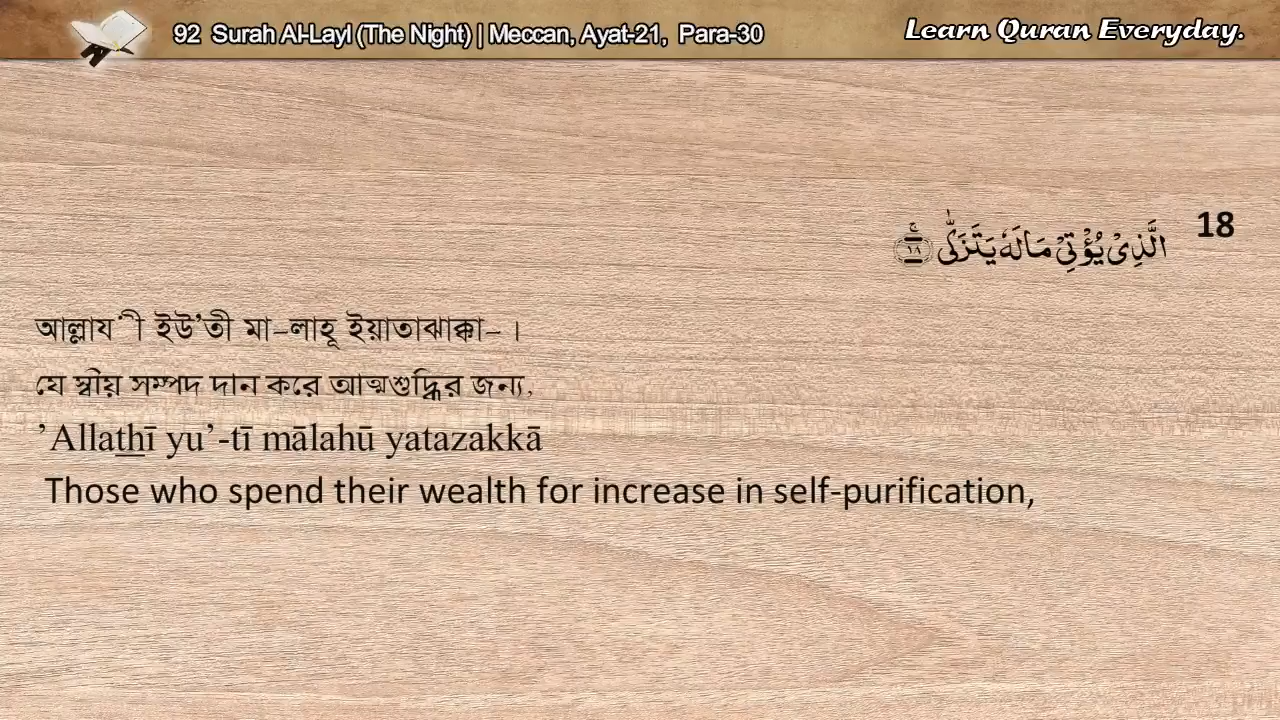 92 Surah Al-Layl (The Night) | Meccan, Ayat-21, Para-30
Learn Quran Everyday.
18
الَّذِىْ يُؤْتِىْ مَا لَهٗ يَتَزَكّٰى ۚ‏ ﴿۱۸﴾
আল্লাযী ইউ’তী মা–লাহূ ইয়াতাঝাক্কা– ।
যে স্বীয় সম্পদ দান করে আত্মশুদ্ধির জন্য,
’Allathī yu’-tī mālahū yatazakkā
Those who spend their wealth for increase in self-purification,